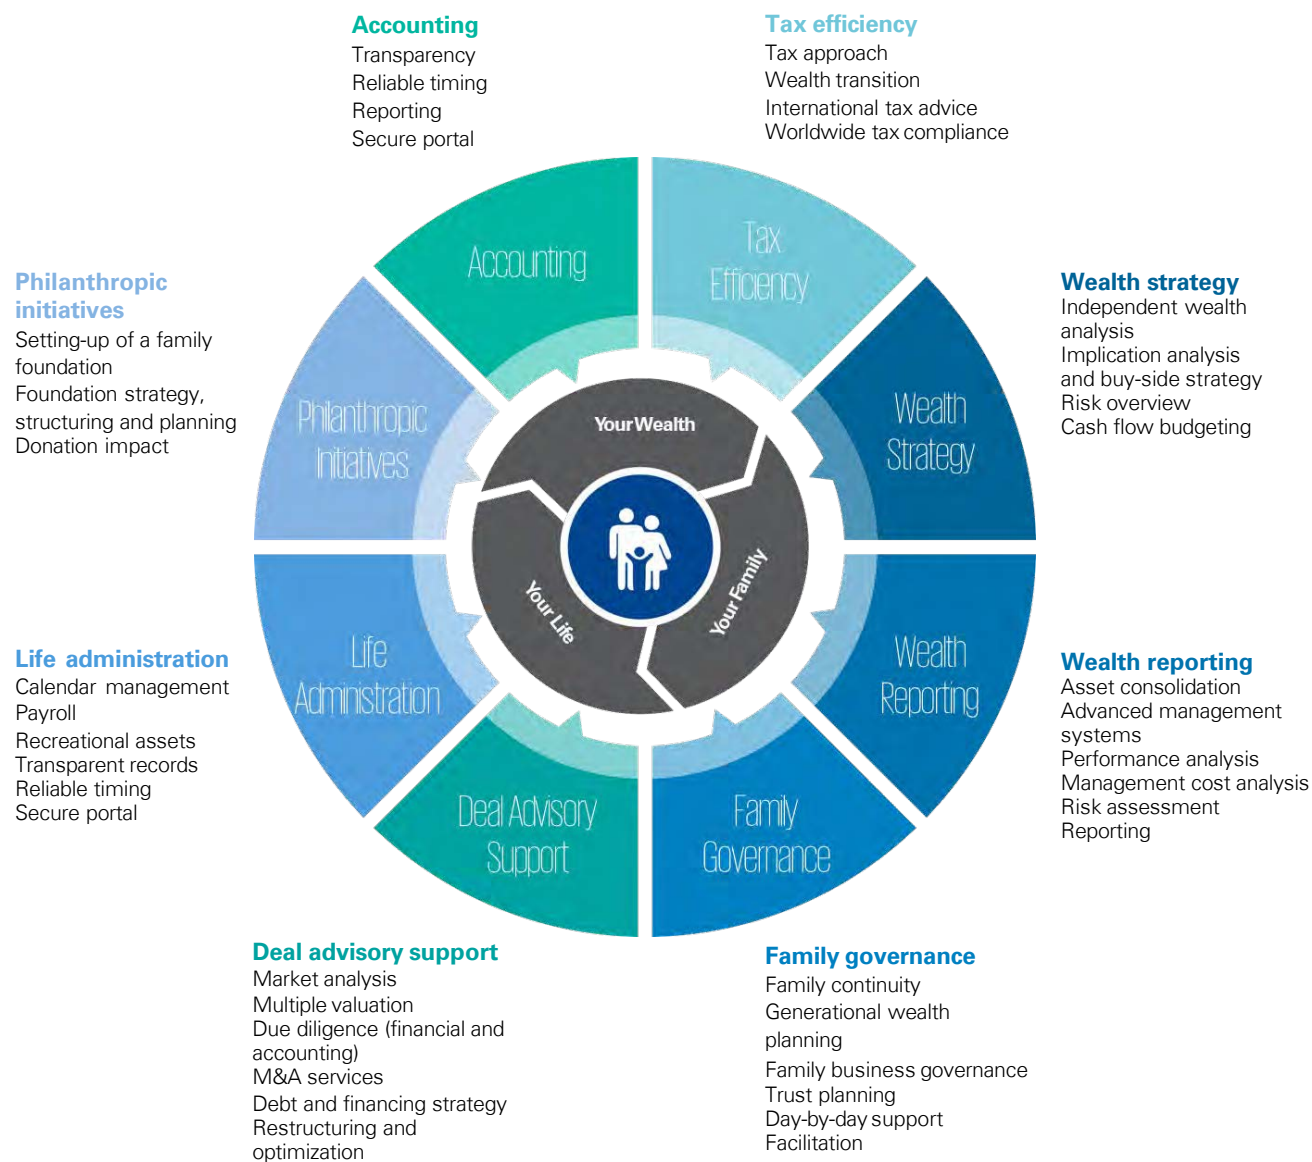 Accounting
Transparency
Reliable timing
Reporting
Secure portal
Tax efficiency
Tax approach
Wealth transition
International tax advice
Worldwide tax compliance
Philanthropic
initiatives
Setting-up of a family
foundation
Foundation strategy,
structuring and planning
Donation impact
Wealth strategy
Independent wealth
analysis
Implication analysis
and buy-side strategy
Risk overview
Cash flow budgeting
Accounting
Tax
Efficiency
Philanthropic
Initiatives
Wealth
Strategy
Your Wealth
Your Life
Your Family
Life
Administration
Wealth
Reporting
Deal Advisory
Support
Family
Governance
Life administration
Calendar management
Payroll
Recreational assets
Transparent records
Reliable timing
Secure portal
Wealth reporting
Asset consolidation
Advanced management
systems
Performance analysis
Management cost analysis
Risk assessment
Reporting
Deal advisory support
Market analysis
Multiple valuation
Due diligence (financial and
accounting)
M&A services
Debt and financing strategy
Restructuring and
optimization
Family governance
Family continuity
Generational wealth
planning
Family business governance
Trust planning
Day-by-day support
Facilitation